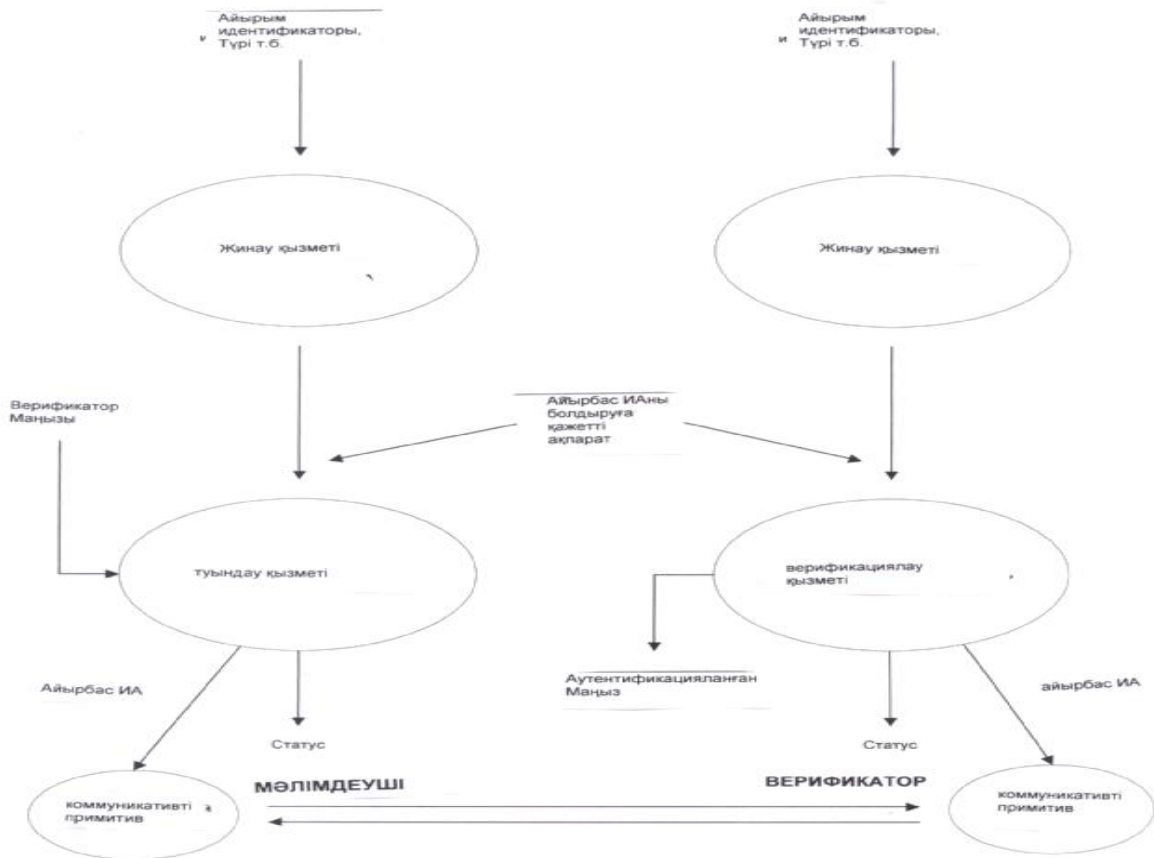 Айырым
идентификаторы,
Түрі т.б.
и Айырым
идентификаторы,
Түрі т.б.
Жинау қызметі
Жинау қызметі
Верификатор
Маңызы
Айырбас ИАны
болдыруға
қажетті
ақпарат
туындау қызметі
верификациялау
қызметі
Айырбас ИА
Аутентификацияланған
Маңыз
айырбас ИА
Статус
Статус
МӘЛІМДЕУШІ
ВЕРИФИКАТОР
коммуникативті
примитив
коммуникативті
примитив